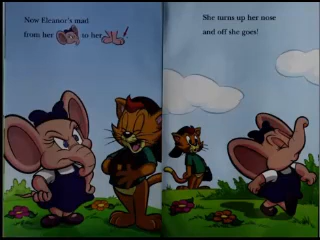 Now Eleanor's mad
from her to her !
She turns up her nose
and off she goes!